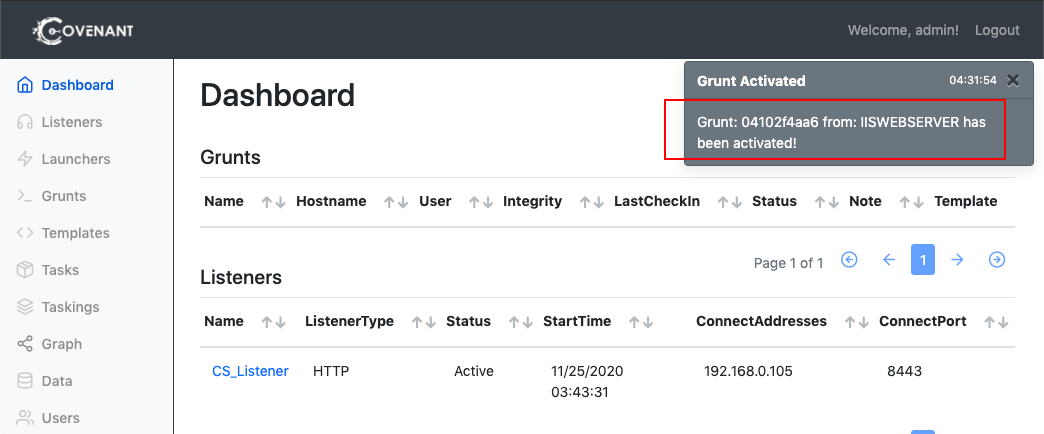 COVENANT
Welcome, admin! Logout
Dashboard
Listeners
Launchers
Grunts
Templates
Tasks
Taskings
Graph
Data
Users
Dashboard
Grunt Activated 04:31:54
Grunt: 04102f4aa6 from: IISWEBSERVER has
been activated!
Grunts
Name Hostname User Integrity LastCheckIn Status Note Template
Page 1 of 1 1
Listeners
Name ListenerType Status StartTime ConnectAddresses ConnectPort
CS_Listener HTTP Active 11/25/2020 192.168.0.105 8443
03:43:31